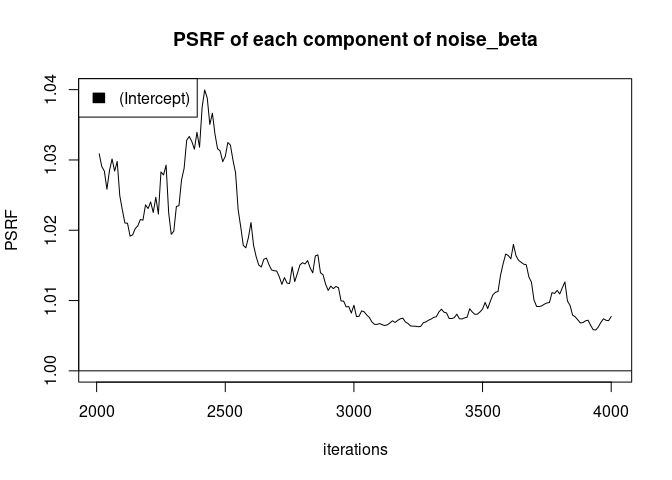 PSRF of each component of noise_beta
(Intercept)
PSRF
1.04
1.03
1.02
1.01
1.00
2000 2500 3000 3500 4000
iterations